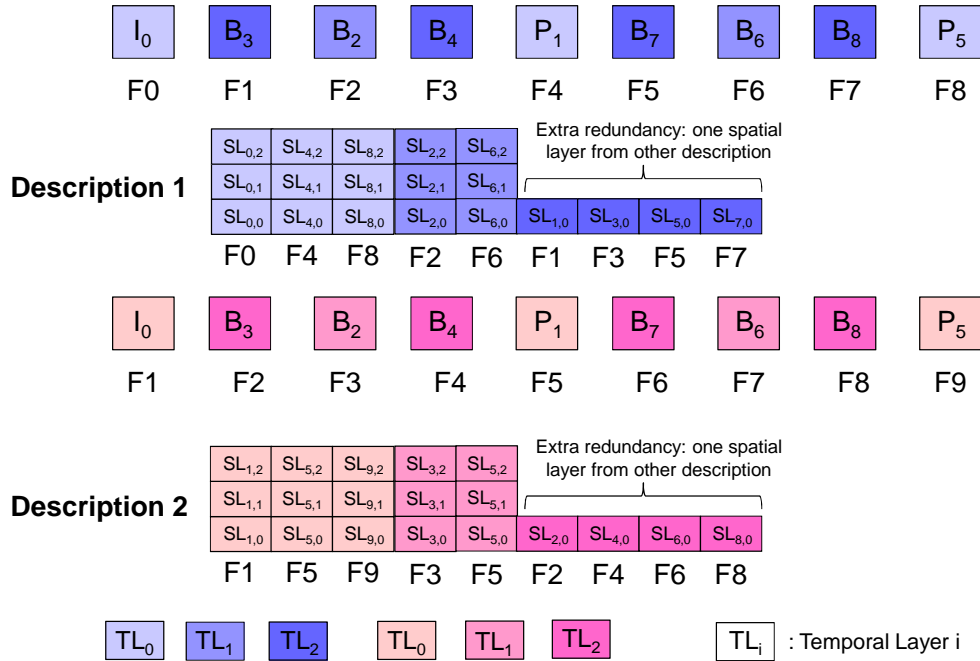 I0 B3 B2 B4 P1 B7 B6 B8 P5
F0 F1 F2 F3 F4 F5 F6 F7 F8
Extra redundancy: one spatial
layer from other description
SL0,2 SL4,2 SL8,2 SL2,2 SL6,2
Description 1
SL0,1 SL4,1 SL8,1 SL2,1 SL6,1
SL0,0 SL4,0 SL8,0 SL2,0 SL6,0 SL1,0 SL3,0 SL5,0 SL7,0
F0 F4 F8 F2 F6 F1 F3 F5 F7
I0 B3 B2 B4 P1 B7 B6 B8 P5
F1 F2 F3 F4 F5 F6 F7 F8 F9
Extra redundancy: one spatial
layer from other description
SL1,2 SL5,2 SL9,2 SL3,2 SL5,2
Description 2
SL1,1 SL5,1 SL9,1 SL3,1 SL5,1
SL1,0 SL5,0 SL9,0 SL3,0 SL5,0 SL2,0 SL4,0 SL6,0 SL8,0
F1 F5 F9 F3 F5 F2 F4 F6 F8
TL0 TL1 TL2 TL0 TL1 TL2 TLi : Temporal Layer i